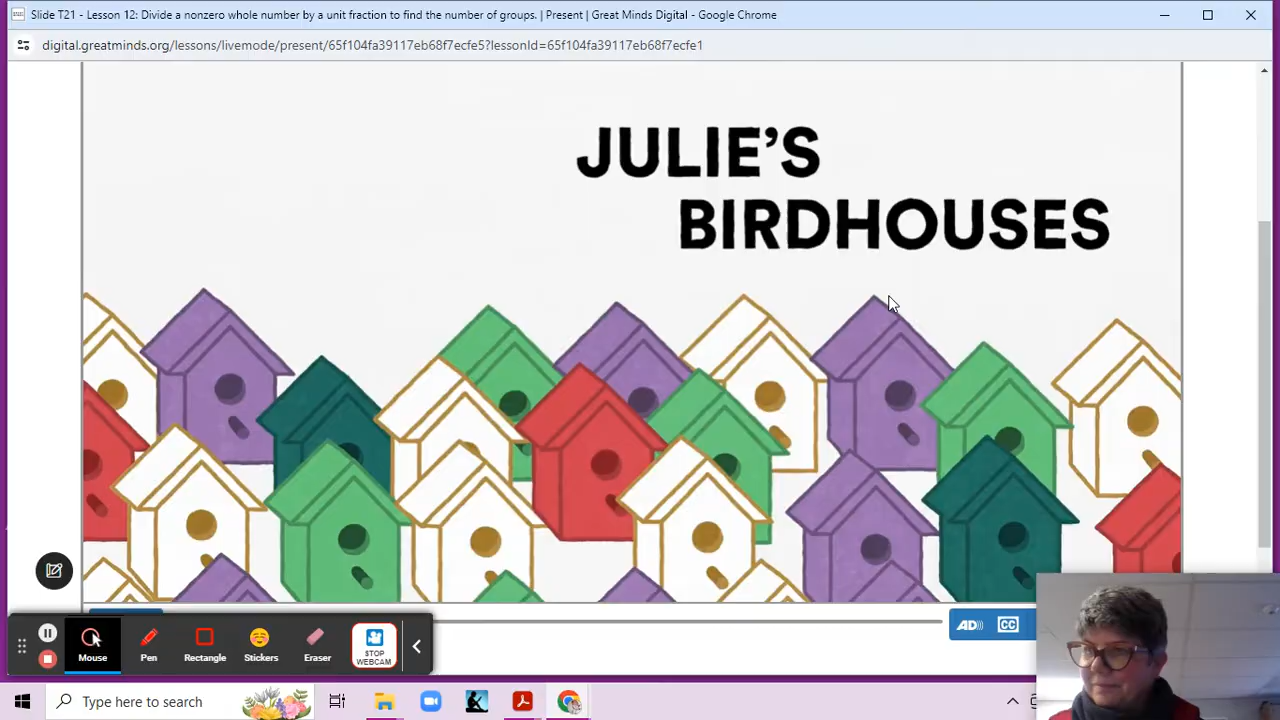 Slide T21 - Lesson 12: Divide a nonzero whole number by a unit fraction to find the number of groups. | Present | Great Minds Digital - Google Chrome
digital.greatminds.org/lessons/livemode/present/65f104fa39117eb68f7ecfe5?lessonId=65f104fa39117eb68f7ecfe1
JULIE'S
BIRDHOUSES
AD
CC
Mouse
Pen
Rectangle
Stickers
Eraser
STOP
WEBCAM
Type here to search